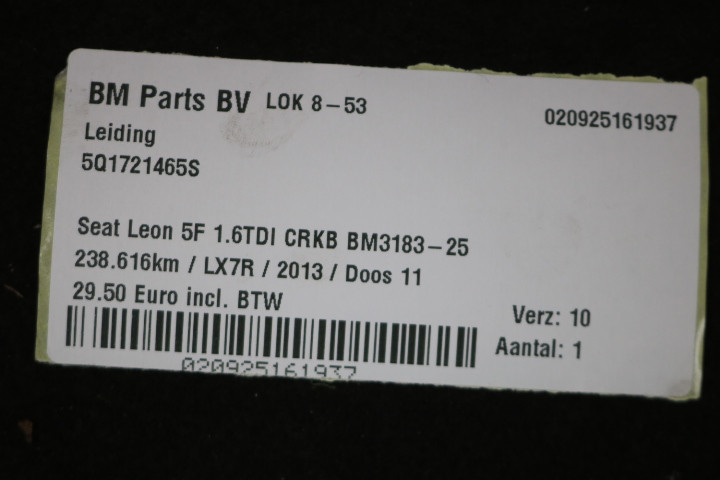 BM Parts BV LOK 8-53
020925161937
Leiding
5Q1721465S
Seat Leon 5F 1.6TDI CRKB BM3183-25
238.616km / LX7R / 2013 / Doos 11
29.50 Euro incl. BTW
Verz: 10
Aantal: 1
020925161937